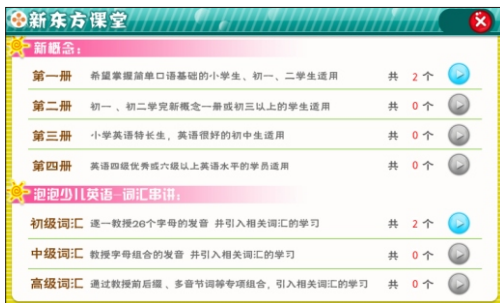 新东方课堂
新概念:
第一册 希望掌握简单口语基础的小学生、初一、二学生适用 共 2 个
第二册 初一 、初二学完新概念一册或初三以上的学生适用 共 0 个
第三册 小学英语特长生，英语很好的初中生适用 共 0 个
第四册 英语四级优秀或六级以上英语水平的学员适用 共 0 个
泡泡少儿英语-词汇串讲:
初级词汇 逐一教授26个字母的发音 并引入相关词汇的学习 共 2 个
中级词汇 教授字母组合的发音 并引入相关词汇的学习 共 0 个
高级词汇 通过教授前后缀 、多音节词等专项组合，引入相关词汇的学习 共 0 个